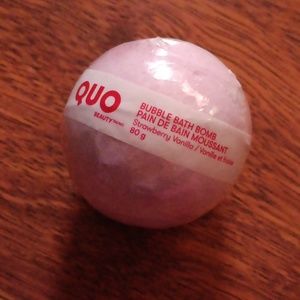 QUO
BEAUTY
BUBBLE BATH BOMB
PAIN DE BAIN MOUSSANT
Strawberry Vanilla / Vanille et fraise
80 g